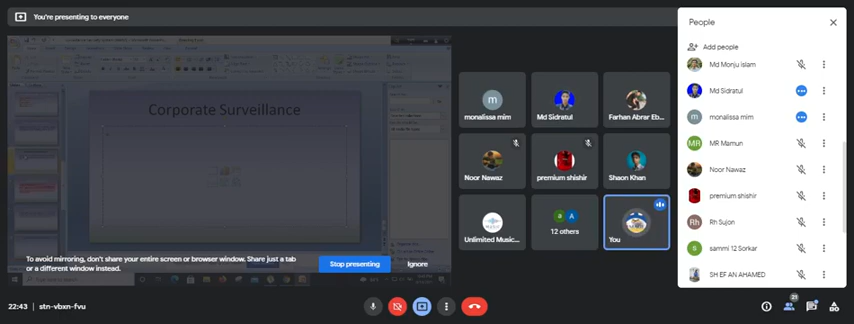 You're presenting to everyone
Corporate Surveillance
To avoid mirroring, don't share your entire screen or browser window. Share just a tab
or a different window instead.
Stop presenting
Ignore
m
monalissa mim
Md Sidratul
Farhan Abrar Eb...
Noor Nawaz
premium shishir
Shaon Khan
Unlimited Music...
a A
12 others
You
People
Add people
Md Monju islam
Md Sidratul
m monalissa mim
MR MR Mamun
Noor Nawaz
premium shishir
Rh Rh Sujon
s sammi 12 Sorkar
SH EF AN AHAMED
22:43 | stn-vbxn-fvu
21